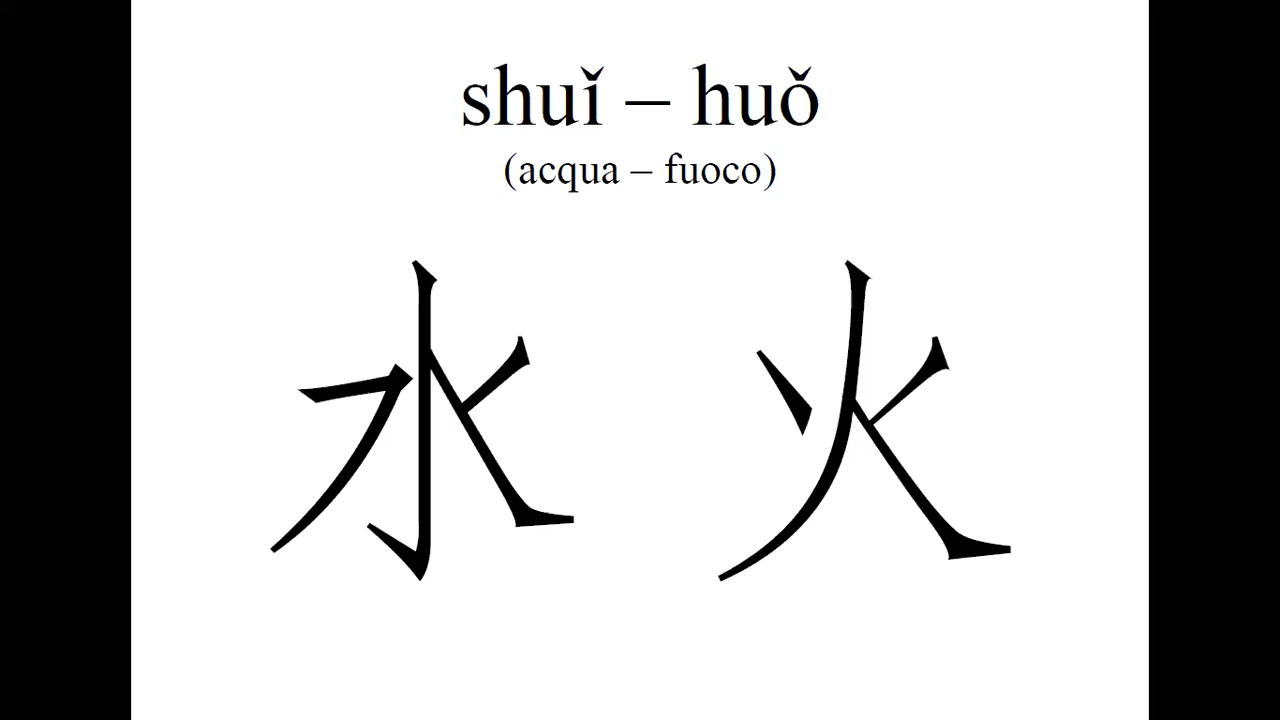 shuǐ – huǒ
(acqua – fuoco)
水 火